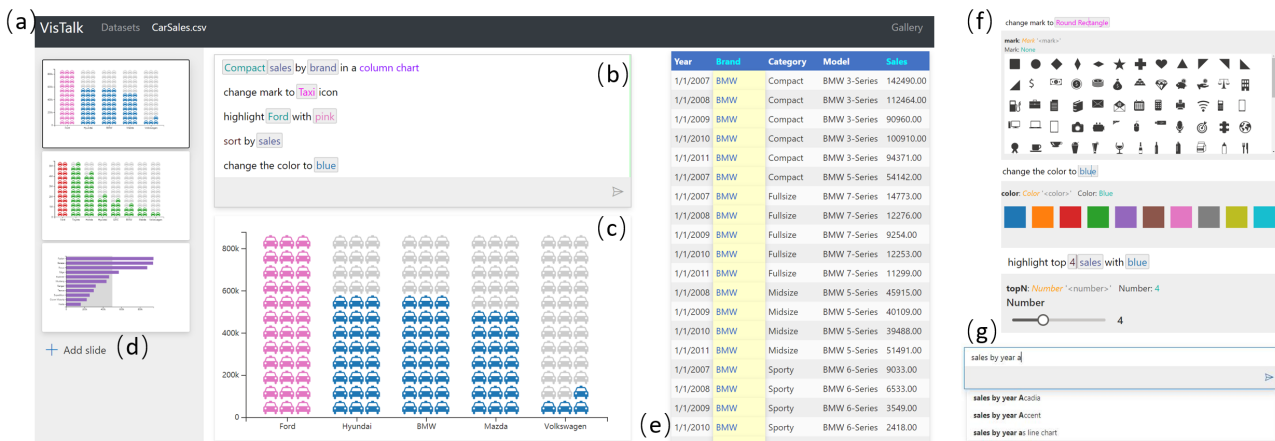 (a)
VisTalk Datasets CarSales.csv Gallery
(b)
Compact sales by brand in a column chart
change mark to Taxi icon
highlight Ford with pink
sort by sales
change the color to blue
(c)
800k
600k
400k
200k
0
Ford Hyundai BMW Mazda Volkswagen
+ Add slide
(d)
(e)
Year Brand Category Model Sales
1/1/2007 BMW Compact BMW 3-Series 142490.00
1/1/2008 BMW Compact BMW 3-Series 112464.00
1/1/2009 BMW Compact BMW 3-Series 90960.00
1/1/2010 BMW Compact BMW 3-Series 100910.00
1/1/2011 BMW Compact BMW 3-Series 94371.00
1/1/2007 BMW Compact BMW 5-Series 54142.00
1/1/2007 BMW Fullsize BMW 7-Series 14773.00
1/1/2008 BMW Fullsize BMW 7-Series 12276.00
1/1/2009 BMW Fullsize BMW 7-Series 9254.00
1/1/2010 BMW Fullsize BMW 7-Series 12253.00
1/1/2011 BMW Fullsize BMW 7-Series 11299.00
1/1/2008 BMW Midsize BMW 5-Series 45915.00
1/1/2009 BMW Midsize BMW 5-Series 40109.00
1/1/2010 BMW Midsize BMW 5-Series 39488.00
1/1/2011 BMW Midsize BMW 5-Series 51491.00
1/1/2007 BMW Sporty BMW 6-Series 9033.00
1/1/2008 BMW Sporty BMW 6-Series 6533.00
1/1/2009 BMW Sporty BMW 6-Series 3549.00
1/1/2010 BMW Sporty BMW 6-Series 2418.00
(f)
change mark to Round Rectangle
mark: Mark '<mark>'
Mark: None
change the color to blue
color: Color '<color>' Color: Blue
highlight top 4 sales with blue
topN: Number '<number>' Number: 4
Number
4
(g)
sales by year a
sales by year Acadia
sales by year Accent
sales by year as line chart